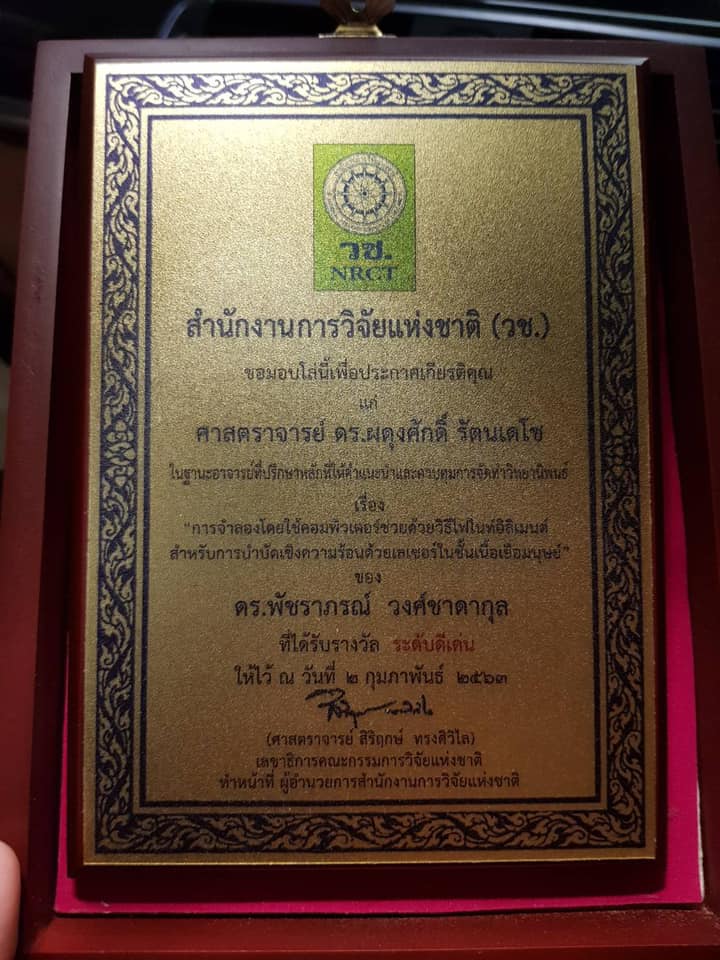 วช.
NRCT
สำนักงานการวิจัยแห่งชาติ (วช.)
ขอมอบโล่นี้เพื่อประกาศเกียรติคุณ
แก่
ศาสตราจารย์ ดร.ผดุงศักดิ์ รัตนเดโช
ในฐานะอาจารย์ที่ปรึกษาหลักที่ให้คำแนะนำและควบคุมการจัดทำวิทยานิพนธ์
เรื่อง
"การจำลองโดยใช้คอมพิวเตอร์ช่วยด้วยวิธีไฟไนท์อิลิเมนต์
สำหรับการบำบัดเชิงความร้อนด้วยเลเซอร์ในชั้นเนื้อเยื่อมนุษย์"
ของ
ดร.พัชราภรณ์ วงศ์ชาดากุล
ที่ได้รับรางวัล ระดับดีเด่น
ให้ไว้ ณ วันที่ ๒ กุมภาพันธ์ ๒๕๖๓
(ศาสตราจารย์ สิริฤกษ์ ทรงศิวิไล)
เลขาธิการคณะกรรมการวิจัยแห่งชาติ
ทำหน้าที่ ผู้อำนวยการสำนักงานการวิจัยแห่งชาติ